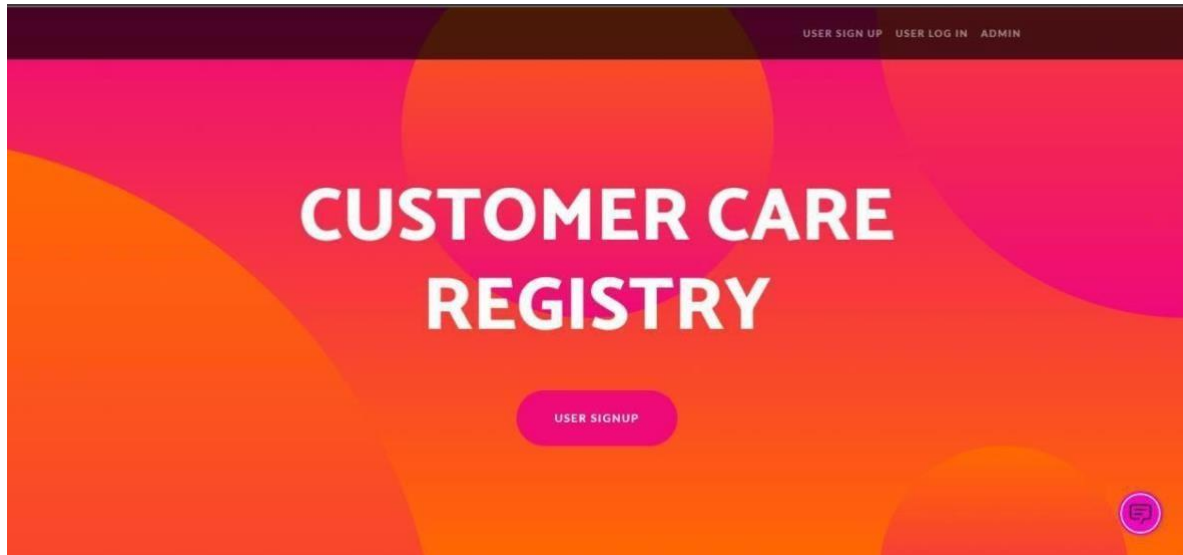 USER SIGN UP USER LOG IN ADMIN
CUSTOMER CARE
REGISTRY
USER SIGNUP